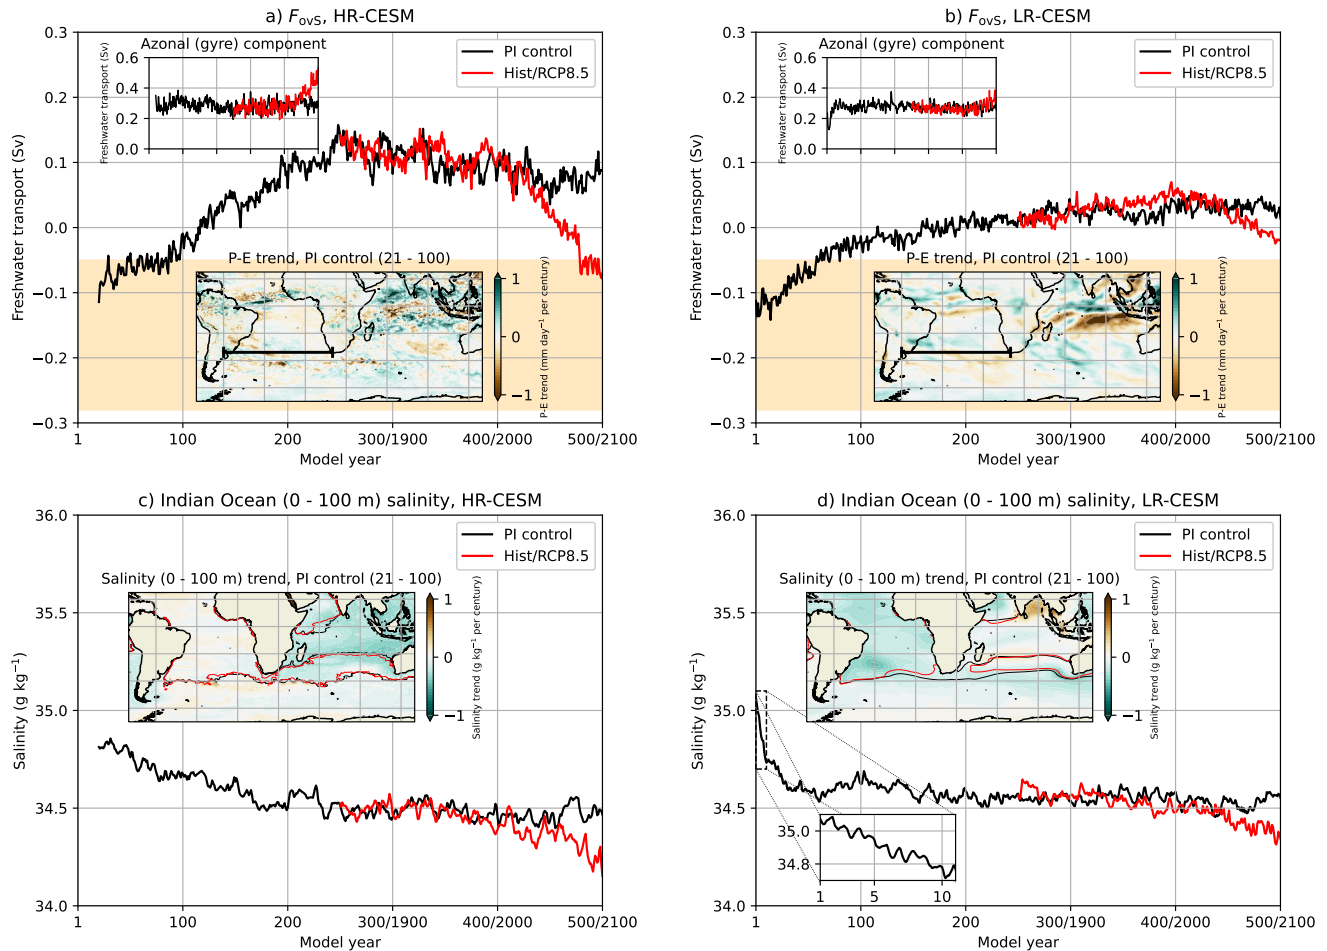 a) FovS, HR-CESM
0.3
0.2
0.1
0.0
−0.1
−0.2
−0.3
Freshwater transport (Sv)
1
100
200
300/1900
400/2000
500/2100
Model year
PI control
Hist/RCP8.5
Azonal (gyre) component
0.6
0.4
0.2
0.0
Freshwater transport (Sv)
P-E trend, PI control (21 - 100)
1
0
−1
P-E trend (mm day⁻¹ per century)
b) FovS, LR-CESM
0.3
0.2
0.1
0.0
−0.1
−0.2
−0.3
Freshwater transport (Sv)
1
100
200
300/1900
400/2000
500/2100
Model year
PI control
Hist/RCP8.5
Azonal (gyre) component
0.6
0.4
0.2
0.0
Freshwater transport (Sv)
P-E trend, PI control (21 - 100)
1
0
−1
P-E trend (mm day⁻¹ per century)
c) Indian Ocean (0 - 100 m) salinity, HR-CESM
36.0
35.5
35.0
34.5
34.0
Salinity (g kg⁻¹)
1
100
200
300/1900
400/2000
500/2100
Model year
PI control
Hist/RCP8.5
Salinity (0 - 100 m) trend, PI control (21 - 100)
1
0
−1
Salinity trend (g kg⁻¹ per century)
d) Indian Ocean (0 - 100 m) salinity, LR-CESM
36.0
35.5
35.0
34.5
34.0
Salinity (g kg⁻¹)
1
100
200
300/1900
400/2000
500/2100
Model year
PI control
Hist/RCP8.5
Salinity (0 - 100 m) trend, PI control (21 - 100)
1
0
−1
Salinity trend (g kg⁻¹ per century)
35.0
34.8
1
5
10